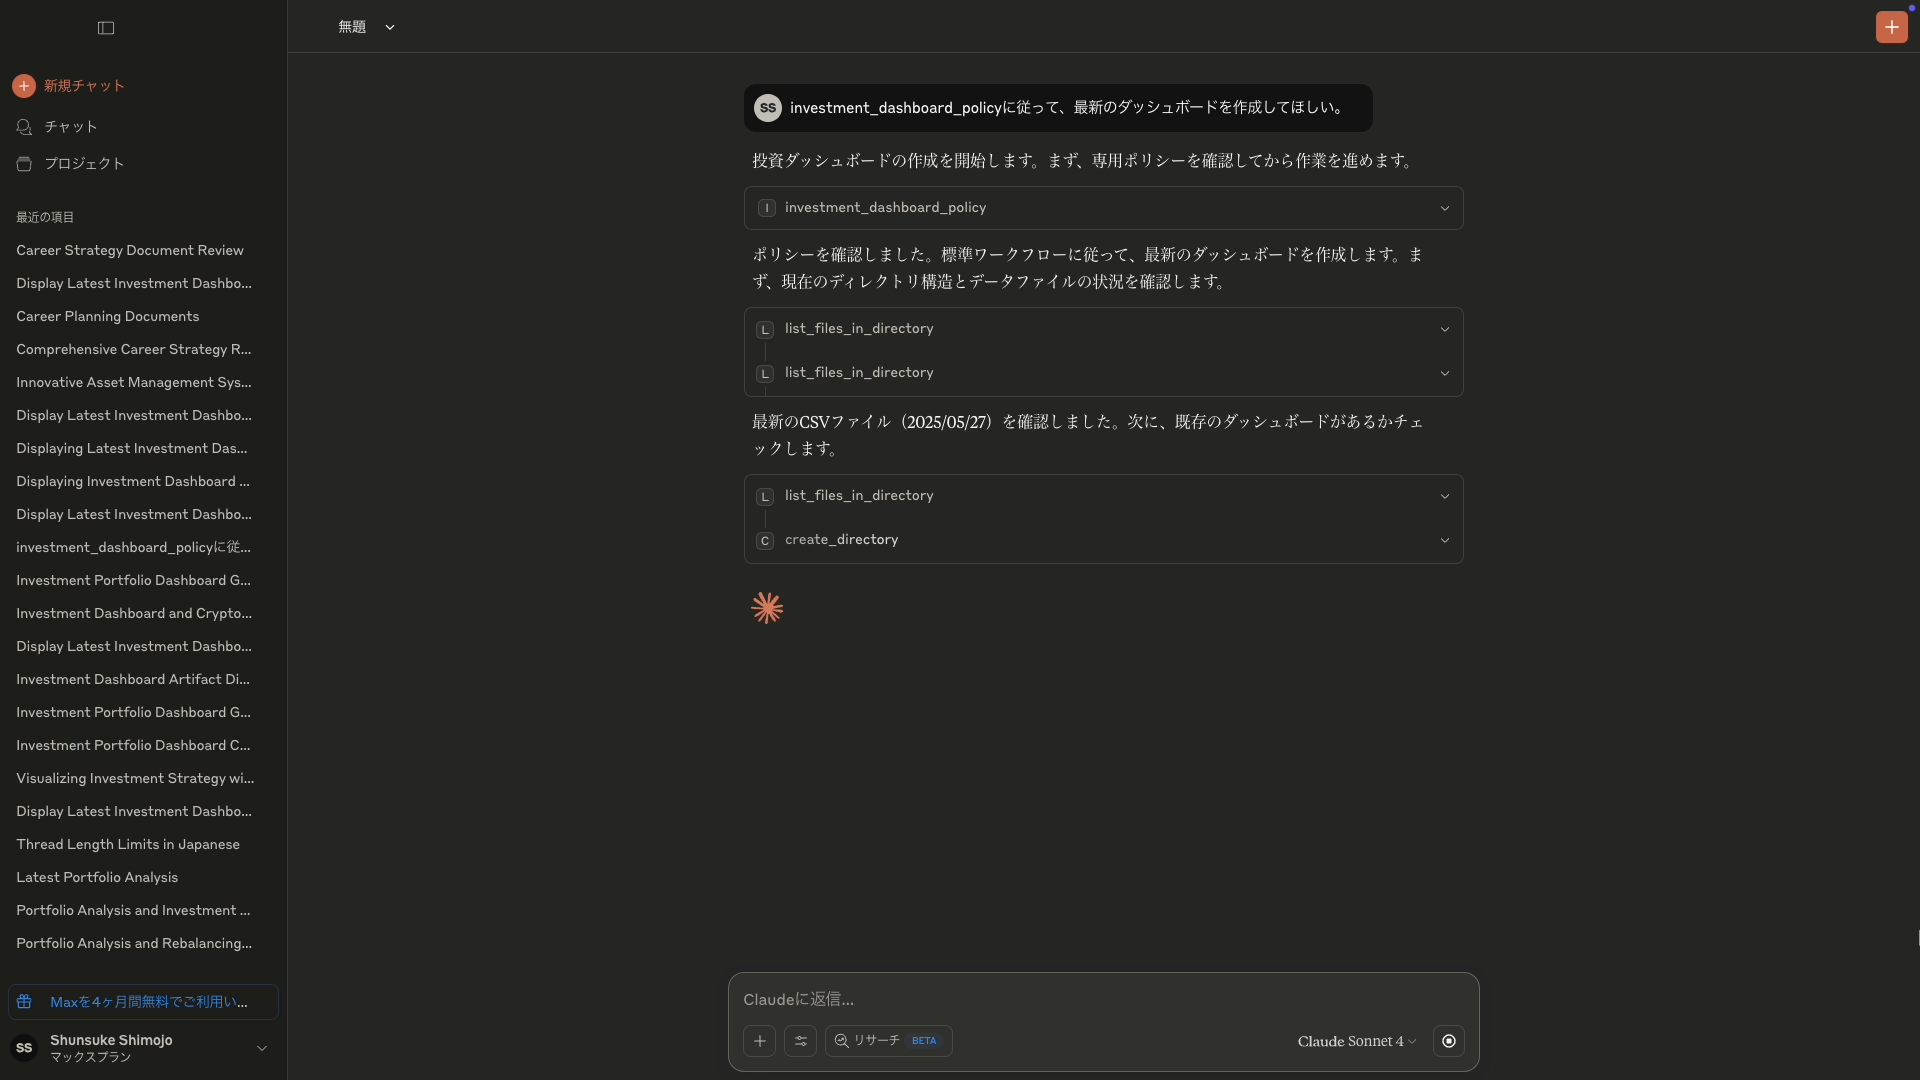 無題
新規チャット
チャット
プロジェクト
最近の項目
Career Strategy Document Review
Display Latest Investment Dashbo...
Career Planning Documents
Comprehensive Career Strategy R...
Innovative Asset Management Sys...
Display Latest Investment Dashbo...
Displaying Latest Investment Das...
Displaying Investment Dashboard ...
Display Latest Investment Dashbo...
investment_dashboard_policyに従...
Investment Portfolio Dashboard G...
Investment Dashboard and Crypto...
Display Latest Investment Dashbo...
Investment Dashboard Artifact Di...
Investment Portfolio Dashboard G...
Investment Portfolio Dashboard C...
Visualizing Investment Strategy wi...
Display Latest Investment Dashbo...
Thread Length Limits in Japanese
Latest Portfolio Analysis
Portfolio Analysis and Investment ...
Portfolio Analysis and Rebalancing...
Maxを4ヶ月間無料でご利用い...
SS
Shunsuke Shimojo
マックスプラン
SS investment_dashboard_policyに従って、最新のダッシュボードを作成してほしい。
投資ダッシュボードの作成を開始します。まず、専用ポリシーを確認してから作業を進めます。
I investment_dashboard_policy
ポリシーを確認しました。標準ワークフローに従って、最新のダッシュボードを作成します。ま
ず、現在のディレクトリ構造とデータファイルの状況を確認します。
L list_files_in_directory
L list_files_in_directory
最新のCSVファイル（2025/05/27）を確認しました。次に、既存のダッシュボードがあるかチェ
ックします。
L list_files_in_directory
C create_directory
Claudeに返信...
リサーチ BETA
Claude Sonnet 4